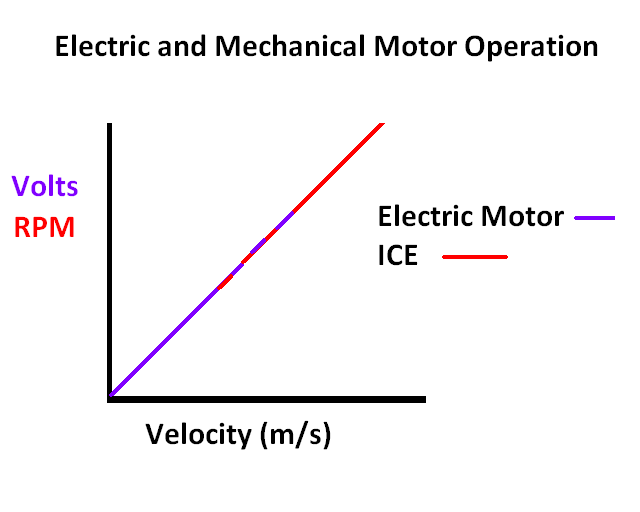 Electric and Mechanical Motor Operation
Volts
RPM
Electric Motor
ICE
Velocity (m/s)